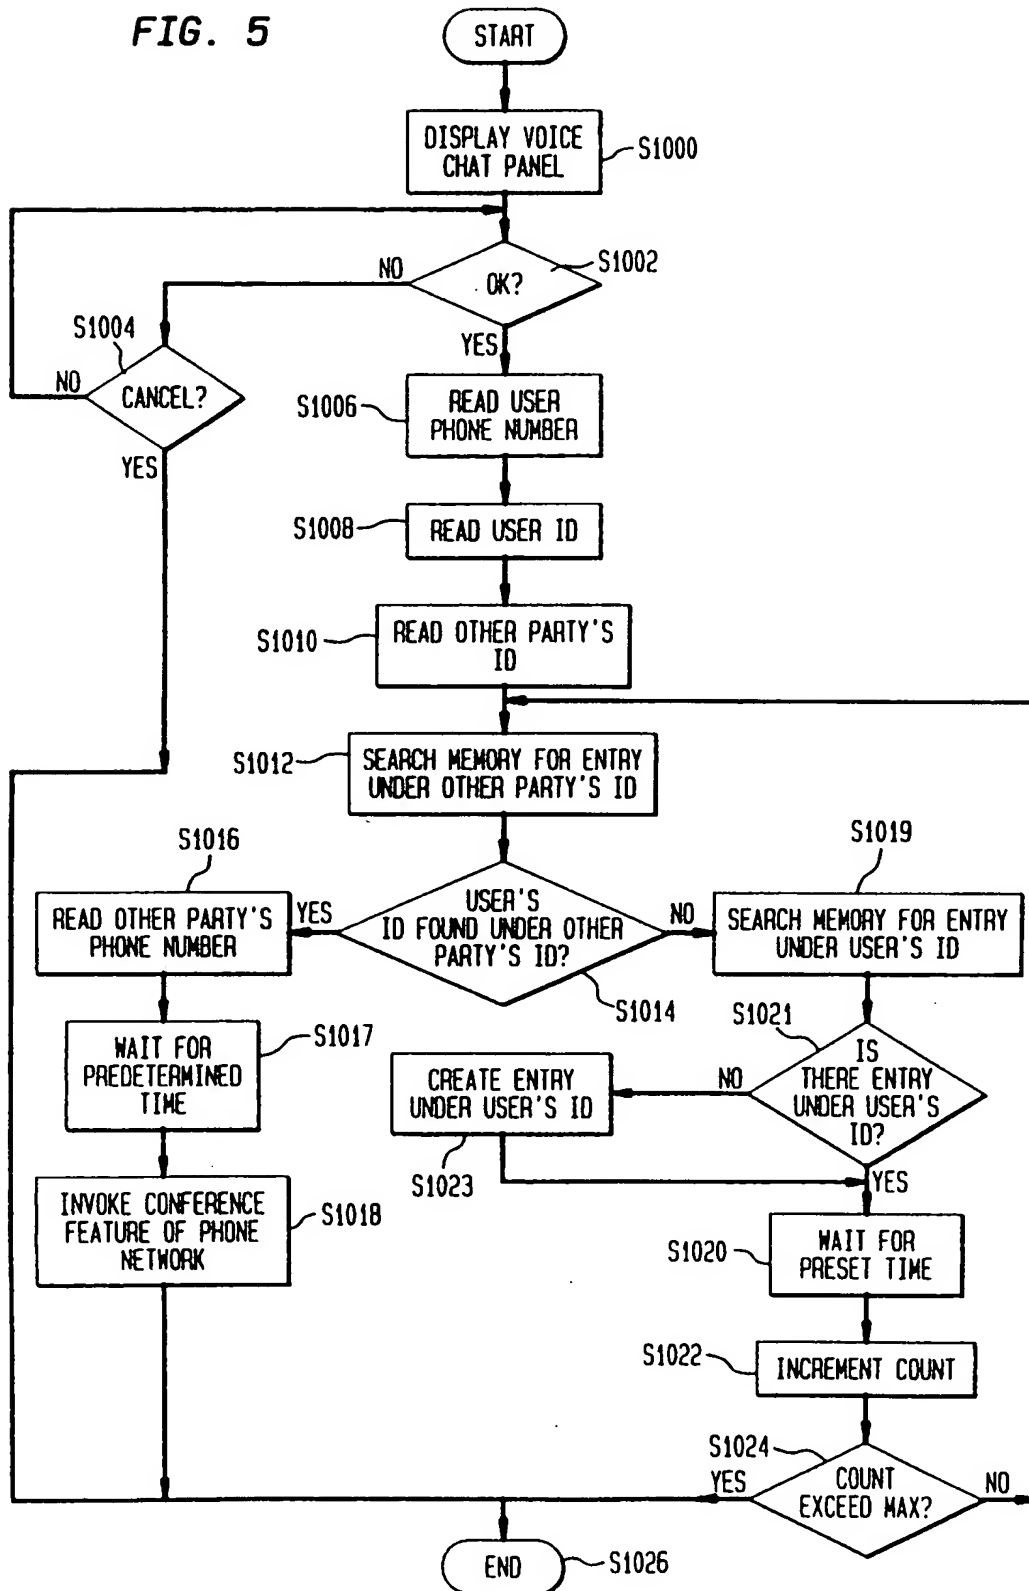 FIG. 5
START
DISPLAY VOICE
CHAT PANEL
S1000
S1002
NO
OK?
S1004
YES
NO
CANCEL?
S1006
READ USER
PHONE NUMBER
YES
S1008
READ USER ID
S1010
READ OTHER PARTY'S
ID
S1012
SEARCH MEMORY FOR ENTRY
UNDER OTHER PARTY'S ID
S1016
S1019
READ OTHER PARTY'S
PHONE NUMBER
YES
USER'S
ID FOUND UNDER OTHER
PARTY'S ID?
NO
SEARCH MEMORY FOR ENTRY
UNDER USER'S ID
S1014
S1017
WAIT FOR
PREDETERMINED
TIME
S1021
CREATE ENTRY
UNDER USER'S ID
NO
IS
THERE ENTRY
UNDER USER'S
ID?
S1023
YES
INVOKE CONFERENCE
FEATURE OF PHONE
NETWORK
S1018
S1020
WAIT FOR
PRESET TIME
S1022
INCREMENT COUNT
S1024
YES
COUNT
EXCEED MAX?
NO
END
S1026